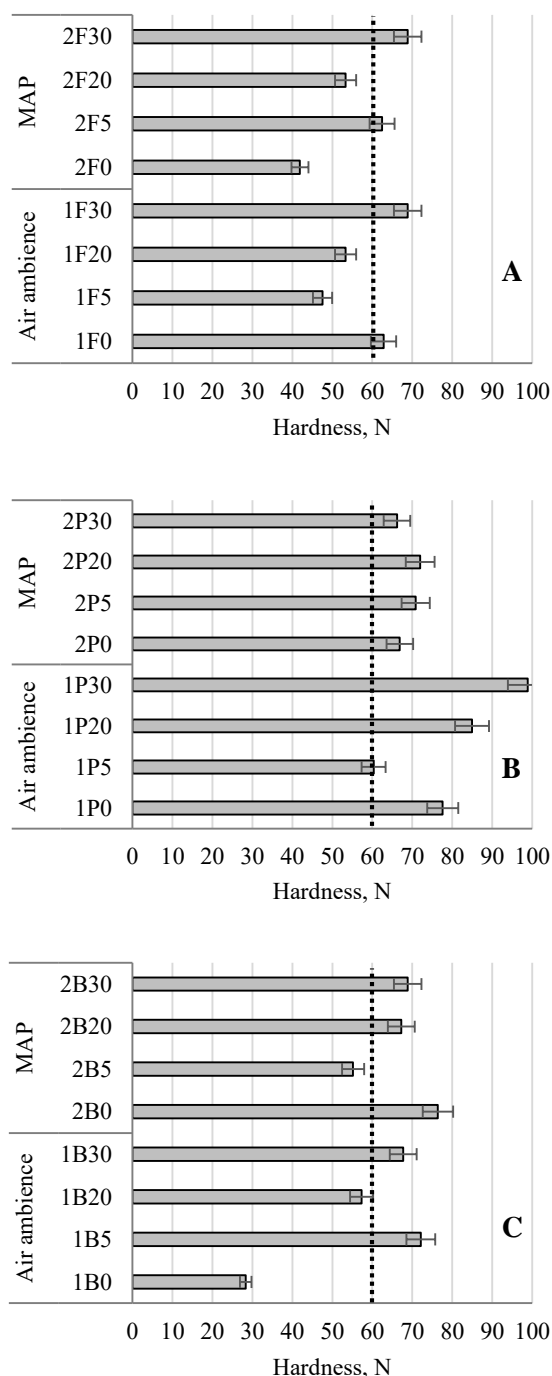 MAP
2F30
2F20
2F5
2F0
Air ambience
1F30
1F20
1F5
1F0
A
0 10 20 30 40 50 60 70 80 90 100
Hardness, N
MAP
2P30
2P20
2P5
2P0
Air ambience
1P30
1P20
1P5
1P0
B
0 10 20 30 40 50 60 70 80 90 100
Hardness, N
MAP
2B30
2B20
2B5
2B0
Air ambience
1B30
1B20
1B5
1B0
C
0 10 20 30 40 50 60 70 80 90 100
Hardness, N